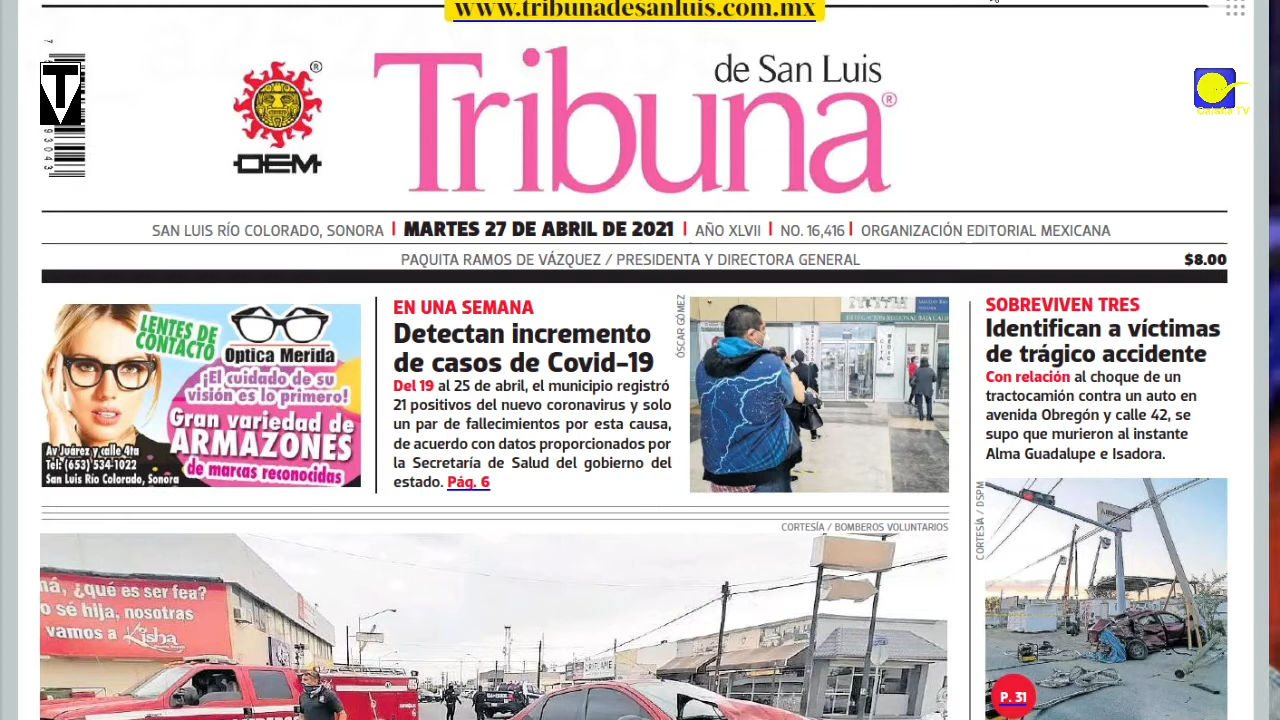 www.tribunadesanluis.com.mx
de San Luis
Tribuna®
®
OEM
T
93043
Galaxia TV
SAN LUIS RÍO COLORADO, SONORA | MARTES 27 DE ABRIL DE 2021 | AÑO XLVII | NO. 16,416 | ORGANIZACIÓN EDITORIAL MEXICANA
PAQUITA RAMOS DE VÁZQUEZ / PRESIDENTA Y DIRECTORA GENERAL
$8.00
LENTES DE
CONTACTO
Optica Merida
¡El cuidado de su
visión es lo primero!
Gran variedad de
ARMAZONES
de marcas reconocidas
Av Juárez y calle 4ta
Tel: (653) 534-1022
San Luis Río Colorado, Sonora
EN UNA SEMANA
Detectan incremento
de casos de Covid-19
Del 19 al 25 de abril, el municipio registró
21 positivos del nuevo coronavirus y solo
un par de fallecimientos por esta causa,
de acuerdo con datos proporcionados por
la Secretaría de Salud del gobierno del
estado. Pág. 6
ÓSCAR GÓMEZ
SOBREVIVEN TRES
Identifican a víctimas
de trágico accidente
Con relación al choque de un
tractocamión contra un auto en
avenida Obregón y calle 42, se
supo que murieron al instante
Alma Guadalupe e Isadora.
CORTESÍA / DSPM
P. 31
CORTESÍA / BOMBEROS VOLUNTARIOS
má, ¿qué es ser fea?
o sé hija, nosotras
vamos a Kisha